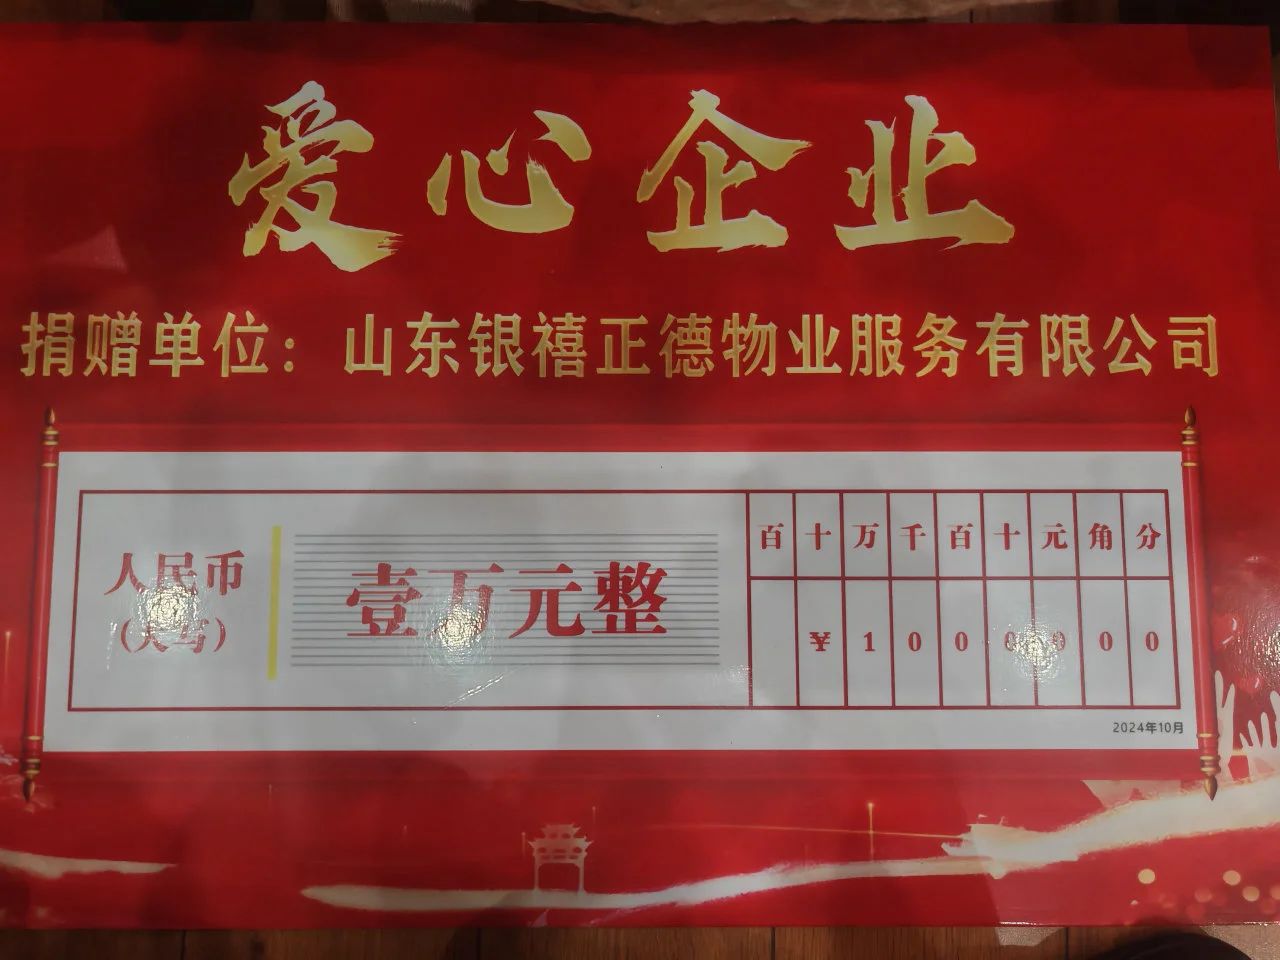 爱心企业
捐赠单位：山东银禧正德物业服务有限公司
人民币
(大写)
壹万元整
百 十 万 千 百 十 元 角 分
¥ 1 0 0 0 0 0 0
2024年10月